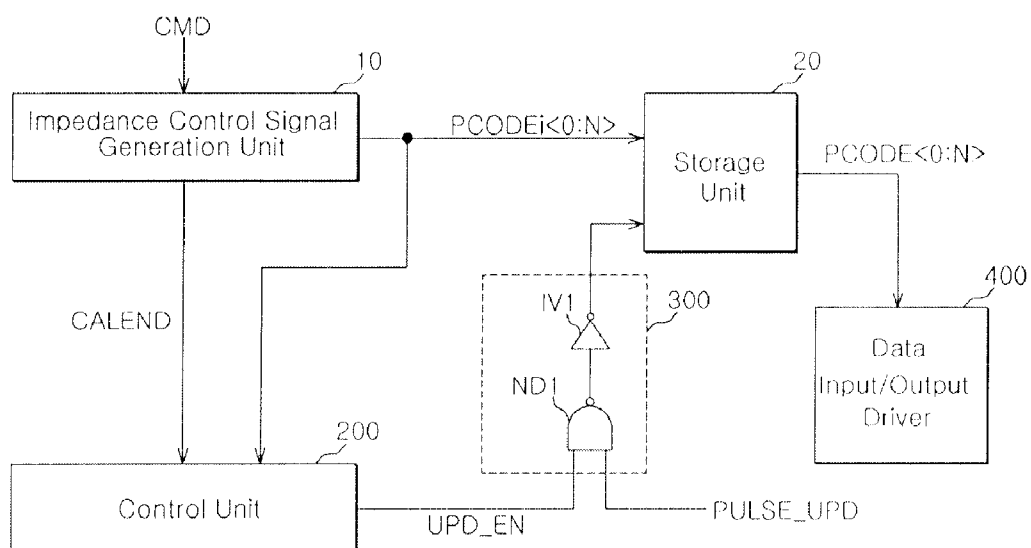 CMD
10
Impedance Control Signal
Generation Unit
PCODEi<0:N>
20
Storage
Unit
PCODE<0:N>
CALEND
IV1
300
ND1
400
Data
Input/Output
Driver
200
Control Unit
UPD_EN
PULSE_UPD